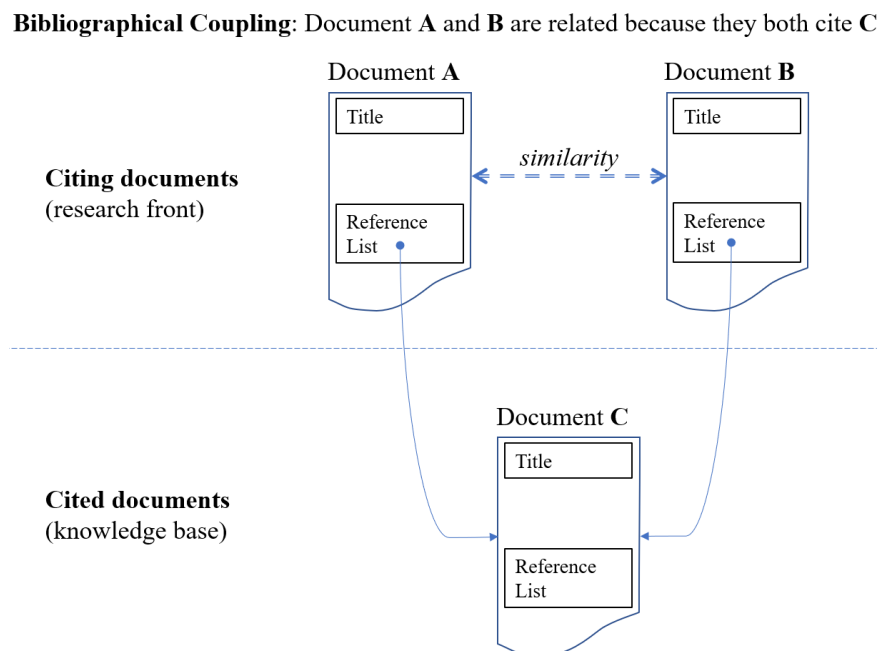 Bibliographical Coupling: Document A and B are related because they both cite C
Document A
Document B
Title
Title
similarity
Citing documents
(research front)
Reference
List
Reference
List
Document C
Title
Cited documents
(knowledge base)
Reference
List